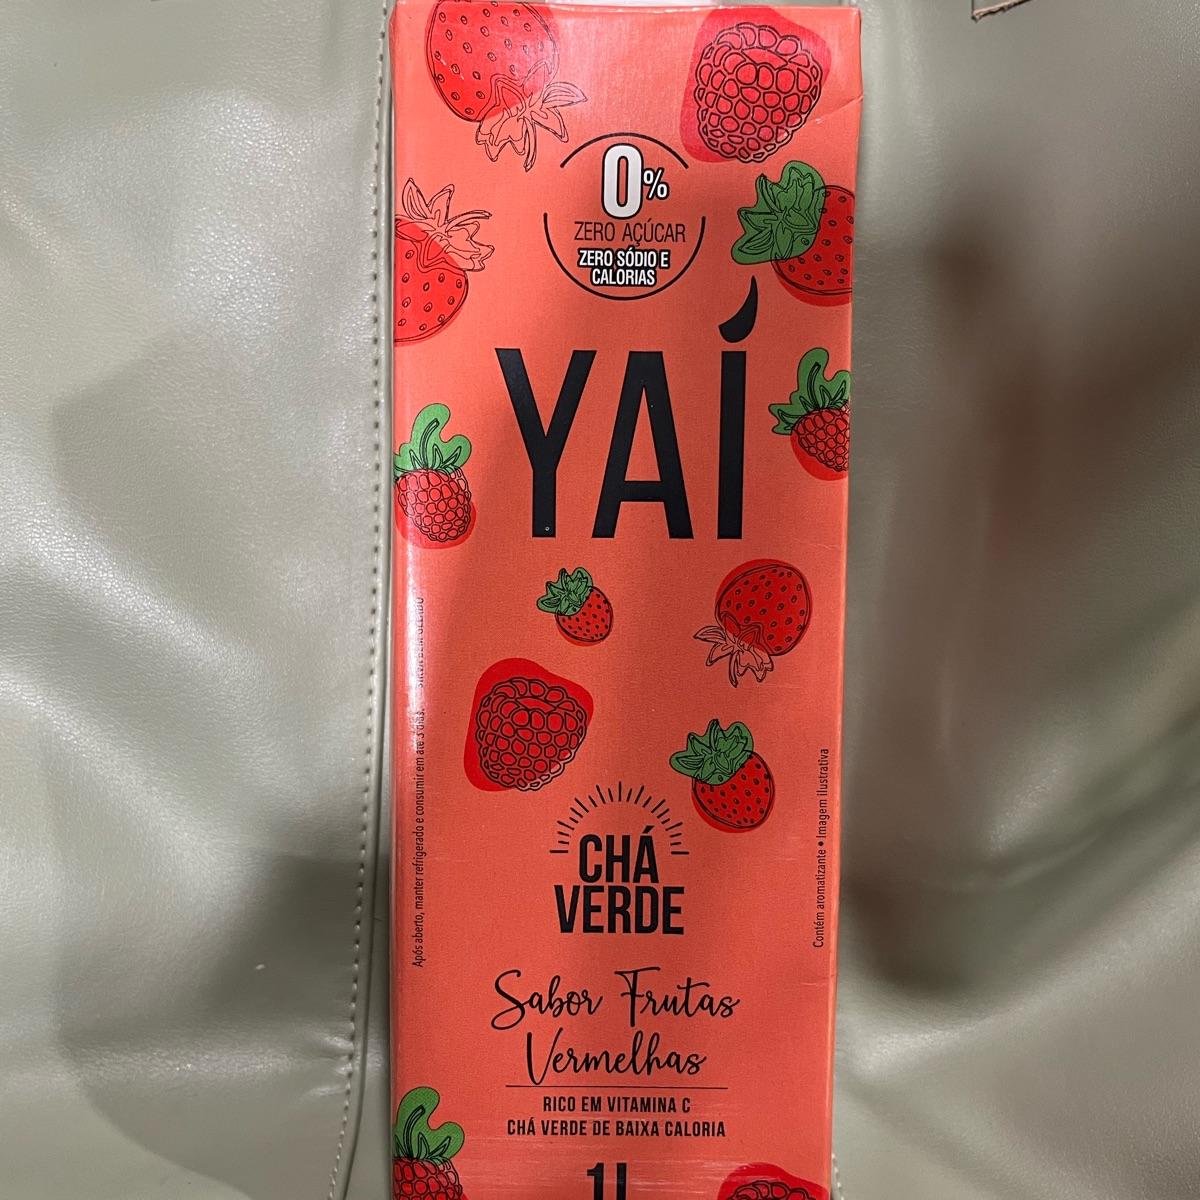 0%
ZERO AÇÚCAR
ZERO SÓDIO E
CALORIAS
YAÍ
CHÁ
VERDE
Sabor Frutas
Vermelhas
RICO EM VITAMINA C
CHÁ VERDE DE BAIXA CALORIA
1L
Após aberto, manter refrigerado e consumir em até 3 dias.
Contém aromatizante • Imagem ilustrativa